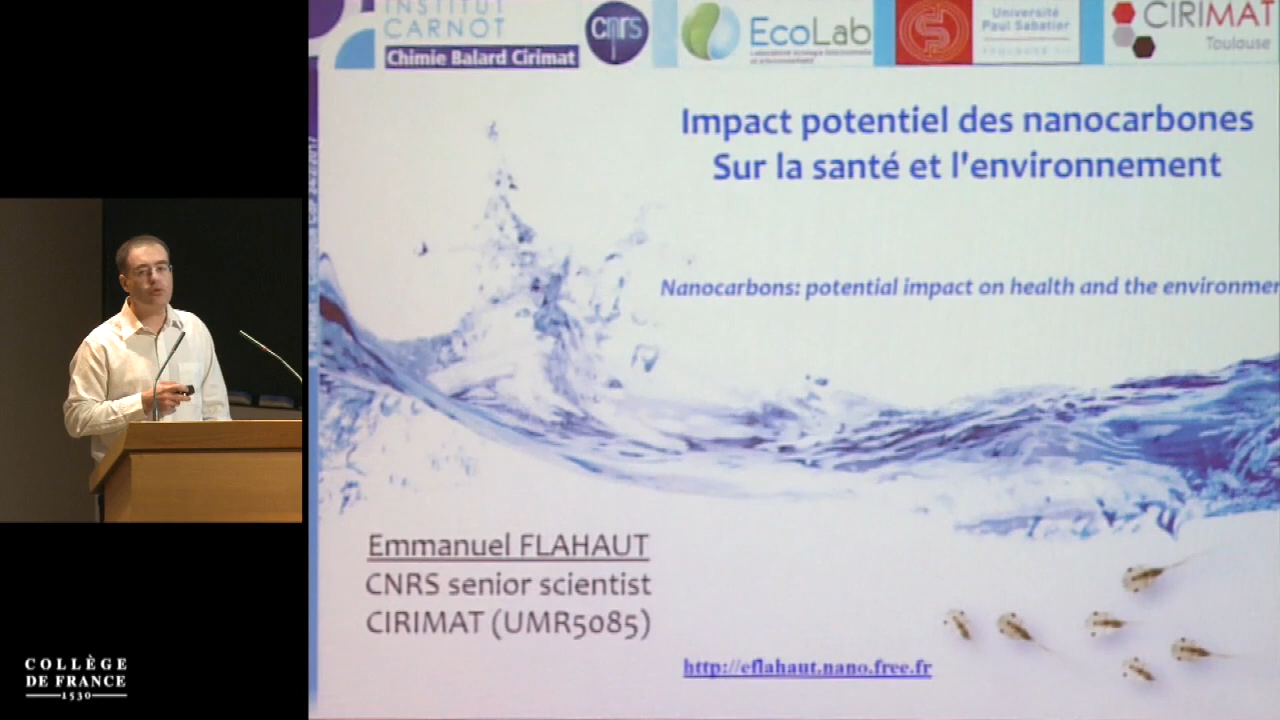 INSTITUT
CARNOT
Chimie Balard Cirimat
cnrs
EcoLab
Université
Paul Sabatier
TOULOUSE
CIRIMAT
Toulouse
Impact potentiel des nanocarbones
Sur la santé et l'environnement
Nanocarbons: potential impact on health and the environmen
Emmanuel FLAHAUT
CNRS senior scientist
CIRIMAT (UMR5085)
http://eflahaut.nano.free.fr
COLLÈGE
DE FRANCE
1530